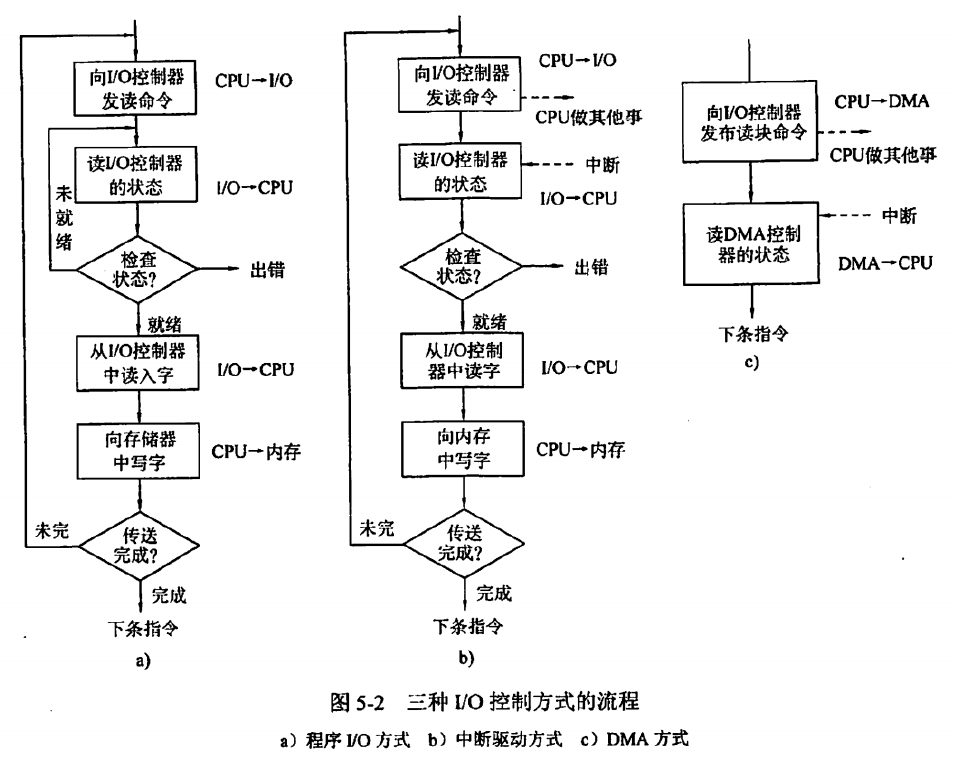 向I/O控制器
发读命令
CPU→I/O
读I/O控制器
的状态
I/O→CPU
未
就
绪
检查
状态?
出错
就绪
从I/O控制器
中读入字
I/O→CPU
向存储器
中写字
CPU→内存
未完
传送
完成?
完成
下条指令
a)
向I/O控制器
发读命令
CPU→I/O
CPU做其他事
读I/O控制器
的状态
中断
I/O→CPU
检查
状态?
出错
就绪
从I/O控制
器中读字
I/O→CPU
向内存
中写字
CPU→内存
未完
传送
完成?
完成
下条指令
b)
向I/O控制器
发布读块命令
CPU→DMA
CPU做其他事
读DMA控制
器的状态
中断
DMA→CPU
下条指令
c)
图 5-2 三种 I/O 控制方式的流程
a）程序 I/O 方式 b）中断驱动方式 c）DMA 方式